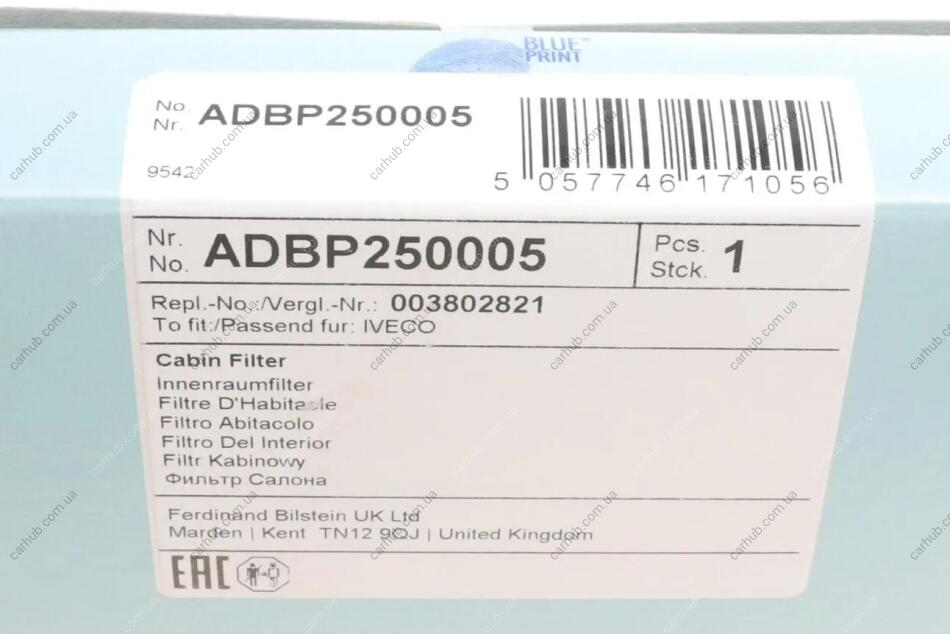 BLUE PRINT
No. Nr. ADBP250005
5 057746 171056
Nr. No. ADBP250005
Pcs. Stck. 1
Repl.-No.:/Vergl.-Nr.: 003802821
To fit:/Passend fur: IVECO
Cabin Filter
Innenraumfilter
Filtre D'Habitacle
Filtro Abitacolo
Filtro Del Interior
Filtr Kabinowy
Фильтр Салона
Ferdinand Bilstein UK Ltd
Marden | Kent TN12 9QJ | United Kingdom
EAC
carhub.com.ua